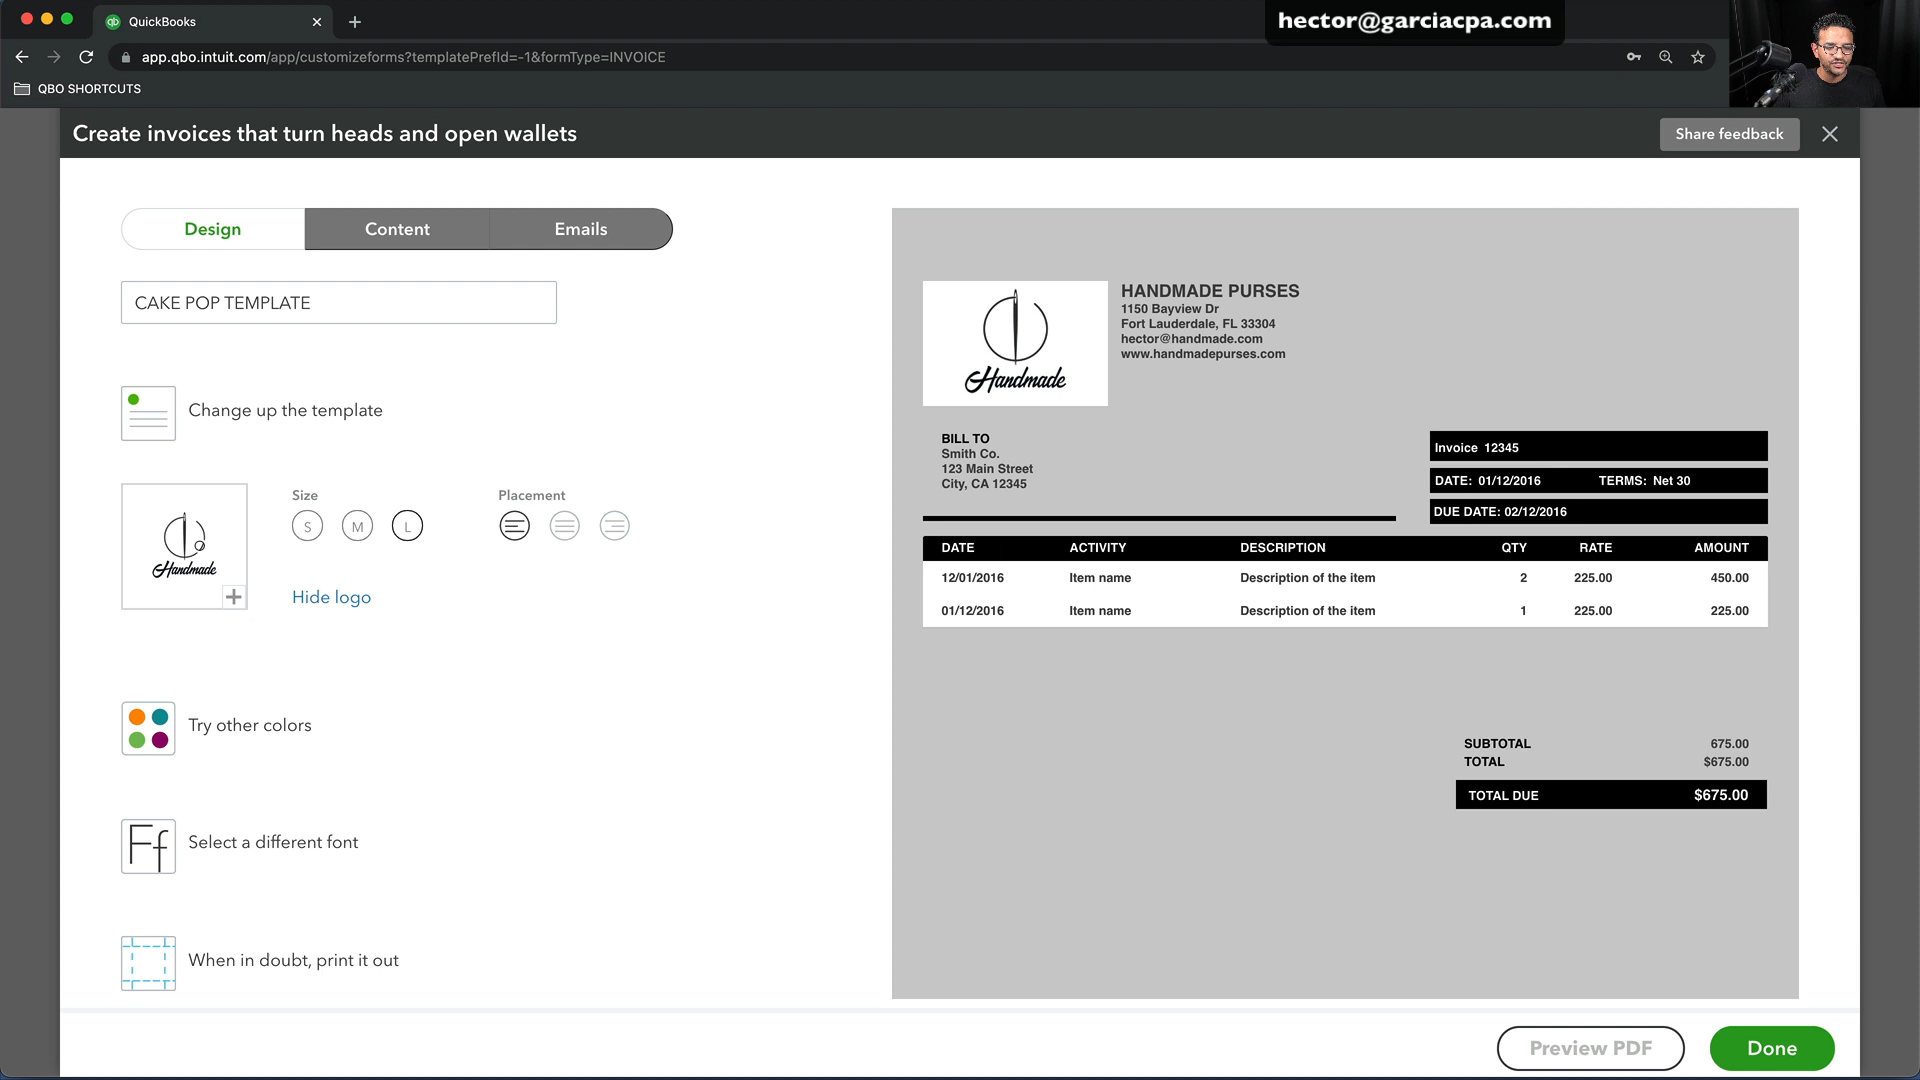 QuickBooks
hector@garciacpa.com
app.qbo.intuit.com/app/customizeforms?templatePrefId=-1&formType=INVOICE
QBO SHORTCUTS
Create invoices that turn heads and open wallets
Share feedback
Design
Content
Emails
CAKE POP TEMPLATE
Change up the template
Handmade
Size
S
M
L
Placement
Hide logo
Try other colors
Ff
Select a different font
When in doubt, print it out
Handmade
HANDMADE PURSES
1150 Bayview Dr
Fort Lauderdale, FL 33304
hector@handmade.com
www.handmadepurses.com
BILL TO
Smith Co.
123 Main Street
City, CA 12345
Invoice 12345
DATE: 01/12/2016 TERMS: Net 30
DUE DATE: 02/12/2016
DATE ACTIVITY DESCRIPTION QTY RATE AMOUNT
12/01/2016 Item name Description of the item 2 225.00 450.00
01/12/2016 Item name Description of the item 1 225.00 225.00
SUBTOTAL 675.00
TOTAL $675.00
TOTAL DUE $675.00
Preview PDF
Done